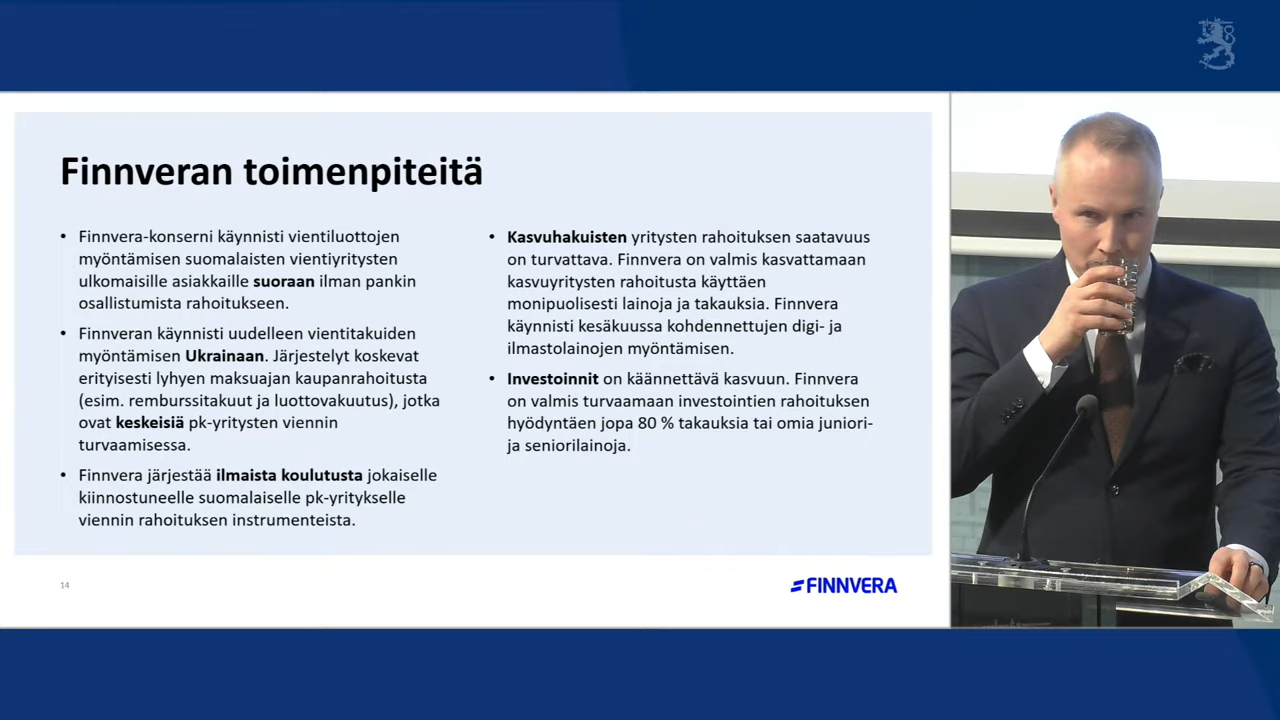 Finnveran toimenpiteitä
• Finnvera-konserni käynnisti vientiluottojen
myöntämisen suomalaisten vientiyritysten
ulkomaisille asiakkaille suoraan ilman pankin
osallistumista rahoitukseen.
• Finnveran käynnisti uudelleen vientitakuiden
myöntämisen Ukrainaan. Järjestelyt koskevat
erityisesti lyhyen maksuajan kaupanrahoitusta
(esim. remburssitakuut ja luottovakuutus), jotka
ovat keskeisiä pk-yritysten viennin
turvaamisessa.
• Finnvera järjestää ilmaista koulutusta jokaiselle
kiinnostuneelle suomalaiselle pk-yritykselle
viennin rahoituksen instrumenteista.
• Kasvuhakuisten yritysten rahoituksen saatavuus
on turvattava. Finnvera on valmis kasvattamaan
kasvuyritysten rahoitusta käyttäen
monipuolisesti lainoja ja takauksia. Finnvera
käynnisti kesäkuussa kohdennettujen digi- ja
ilmastolainojen myöntämisen.
• Investoinnit on käännettävä kasvuun. Finnvera
on valmis turvaamaan investointien rahoituksen
hyödyntäen jopa 80 % takauksia tai omia juniori-
ja seniorilainoja.
14
FINNVERA